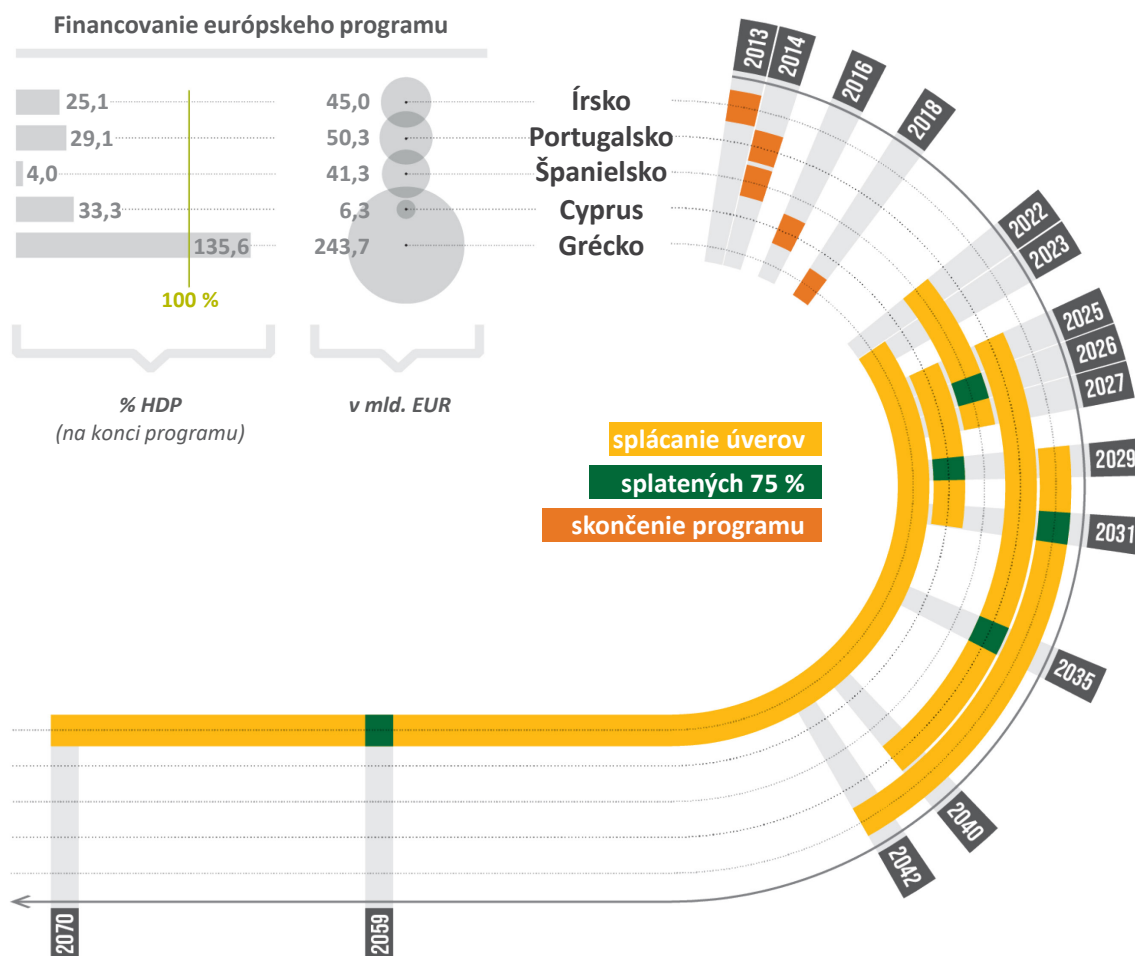 Financovanie európskeho programu
25,1 45,0 Írsko
29,1 50,3 Portugalsko
4,0 41,3 Španielsko
33,3 6,3 Cyprus
135,6 243,7 Grécko
100 %
% HDP
(na konci programu)
v mld. EUR
splácanie úverov
splatených 75 %
skončenie programu
2013
2014
2016
2018
2022
2023
2025
2026
2027
2029
2031
2035
2040
2042
2059
2070